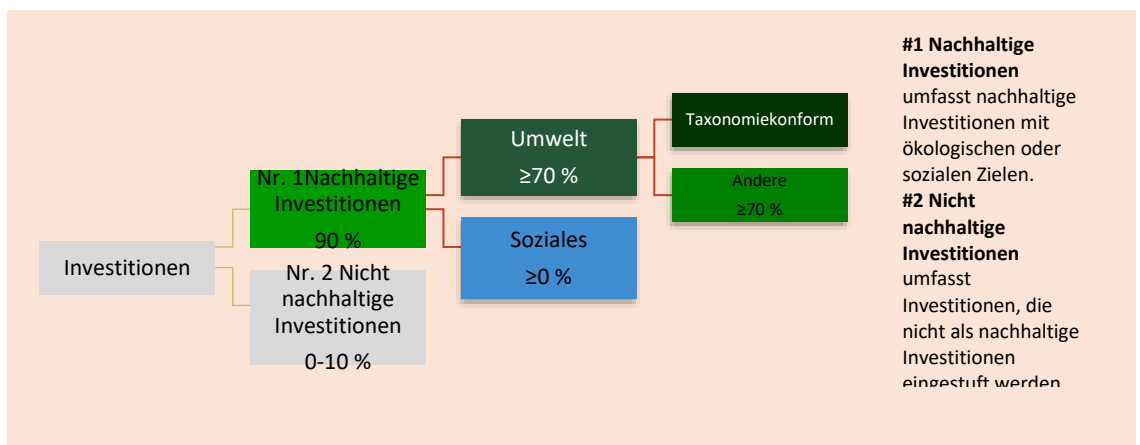 Investitionen
Nr. 1Nachhaltige
Investitionen
90 %
Nr. 2 Nicht
nachhaltige
Investitionen
0-10 %
Umwelt
≥70 %
Soziales
≥0 %
Taxonomiekonform
Andere
≥70 %
#1 Nachhaltige
Investitionen
umfasst nachhaltige
Investitionen mit
ökologischen oder
sozialen Zielen.
#2 Nicht
nachhaltige
Investitionen
umfasst
Investitionen, die
nicht als nachhaltige
Investitionen
eingestuft werden